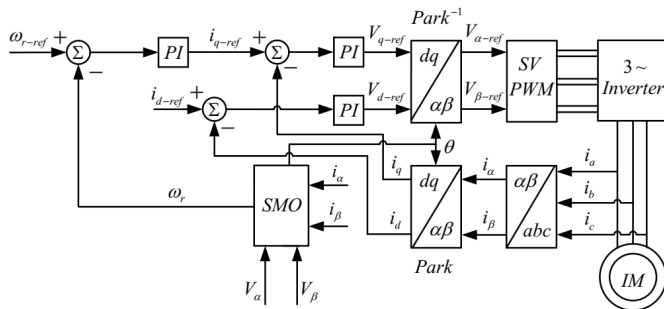 Park⁻¹
ω_{r-ref} + Σ − PI i_{q-ref} + Σ − PI V_{q-ref} dq αβ V_{α-ref} SV PWM 3 ~ Inverter
i_{d-ref} + Σ − PI V_{d-ref} V_{β-ref}
θ
ω_r SMO i_α i_β i_q i_d dq αβ i_α i_β αβ abc i_a i_b i_c
V_α V_β Park IM